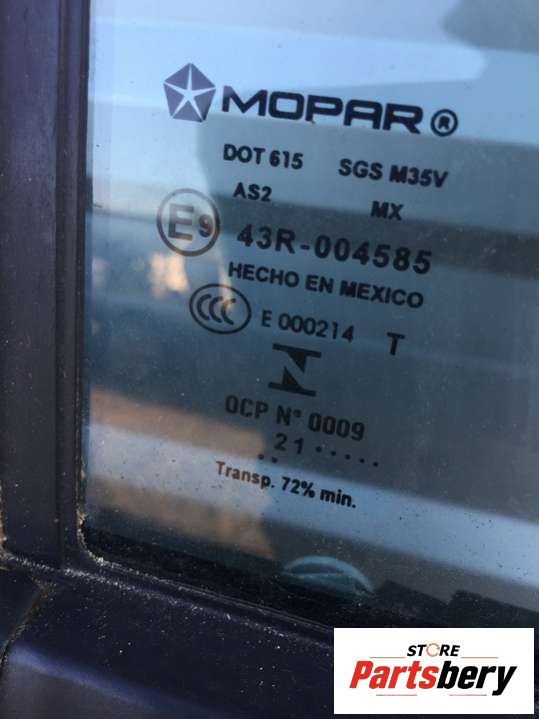 MOPAR®
DOT 615 SGS M35V
AS2 MX
E9 43R-004585
HECHO EN MEXICO
CCC E 000214 T
OCP N° 0009
21.....
..
Transp. 72% min.
STORE
Partsbery